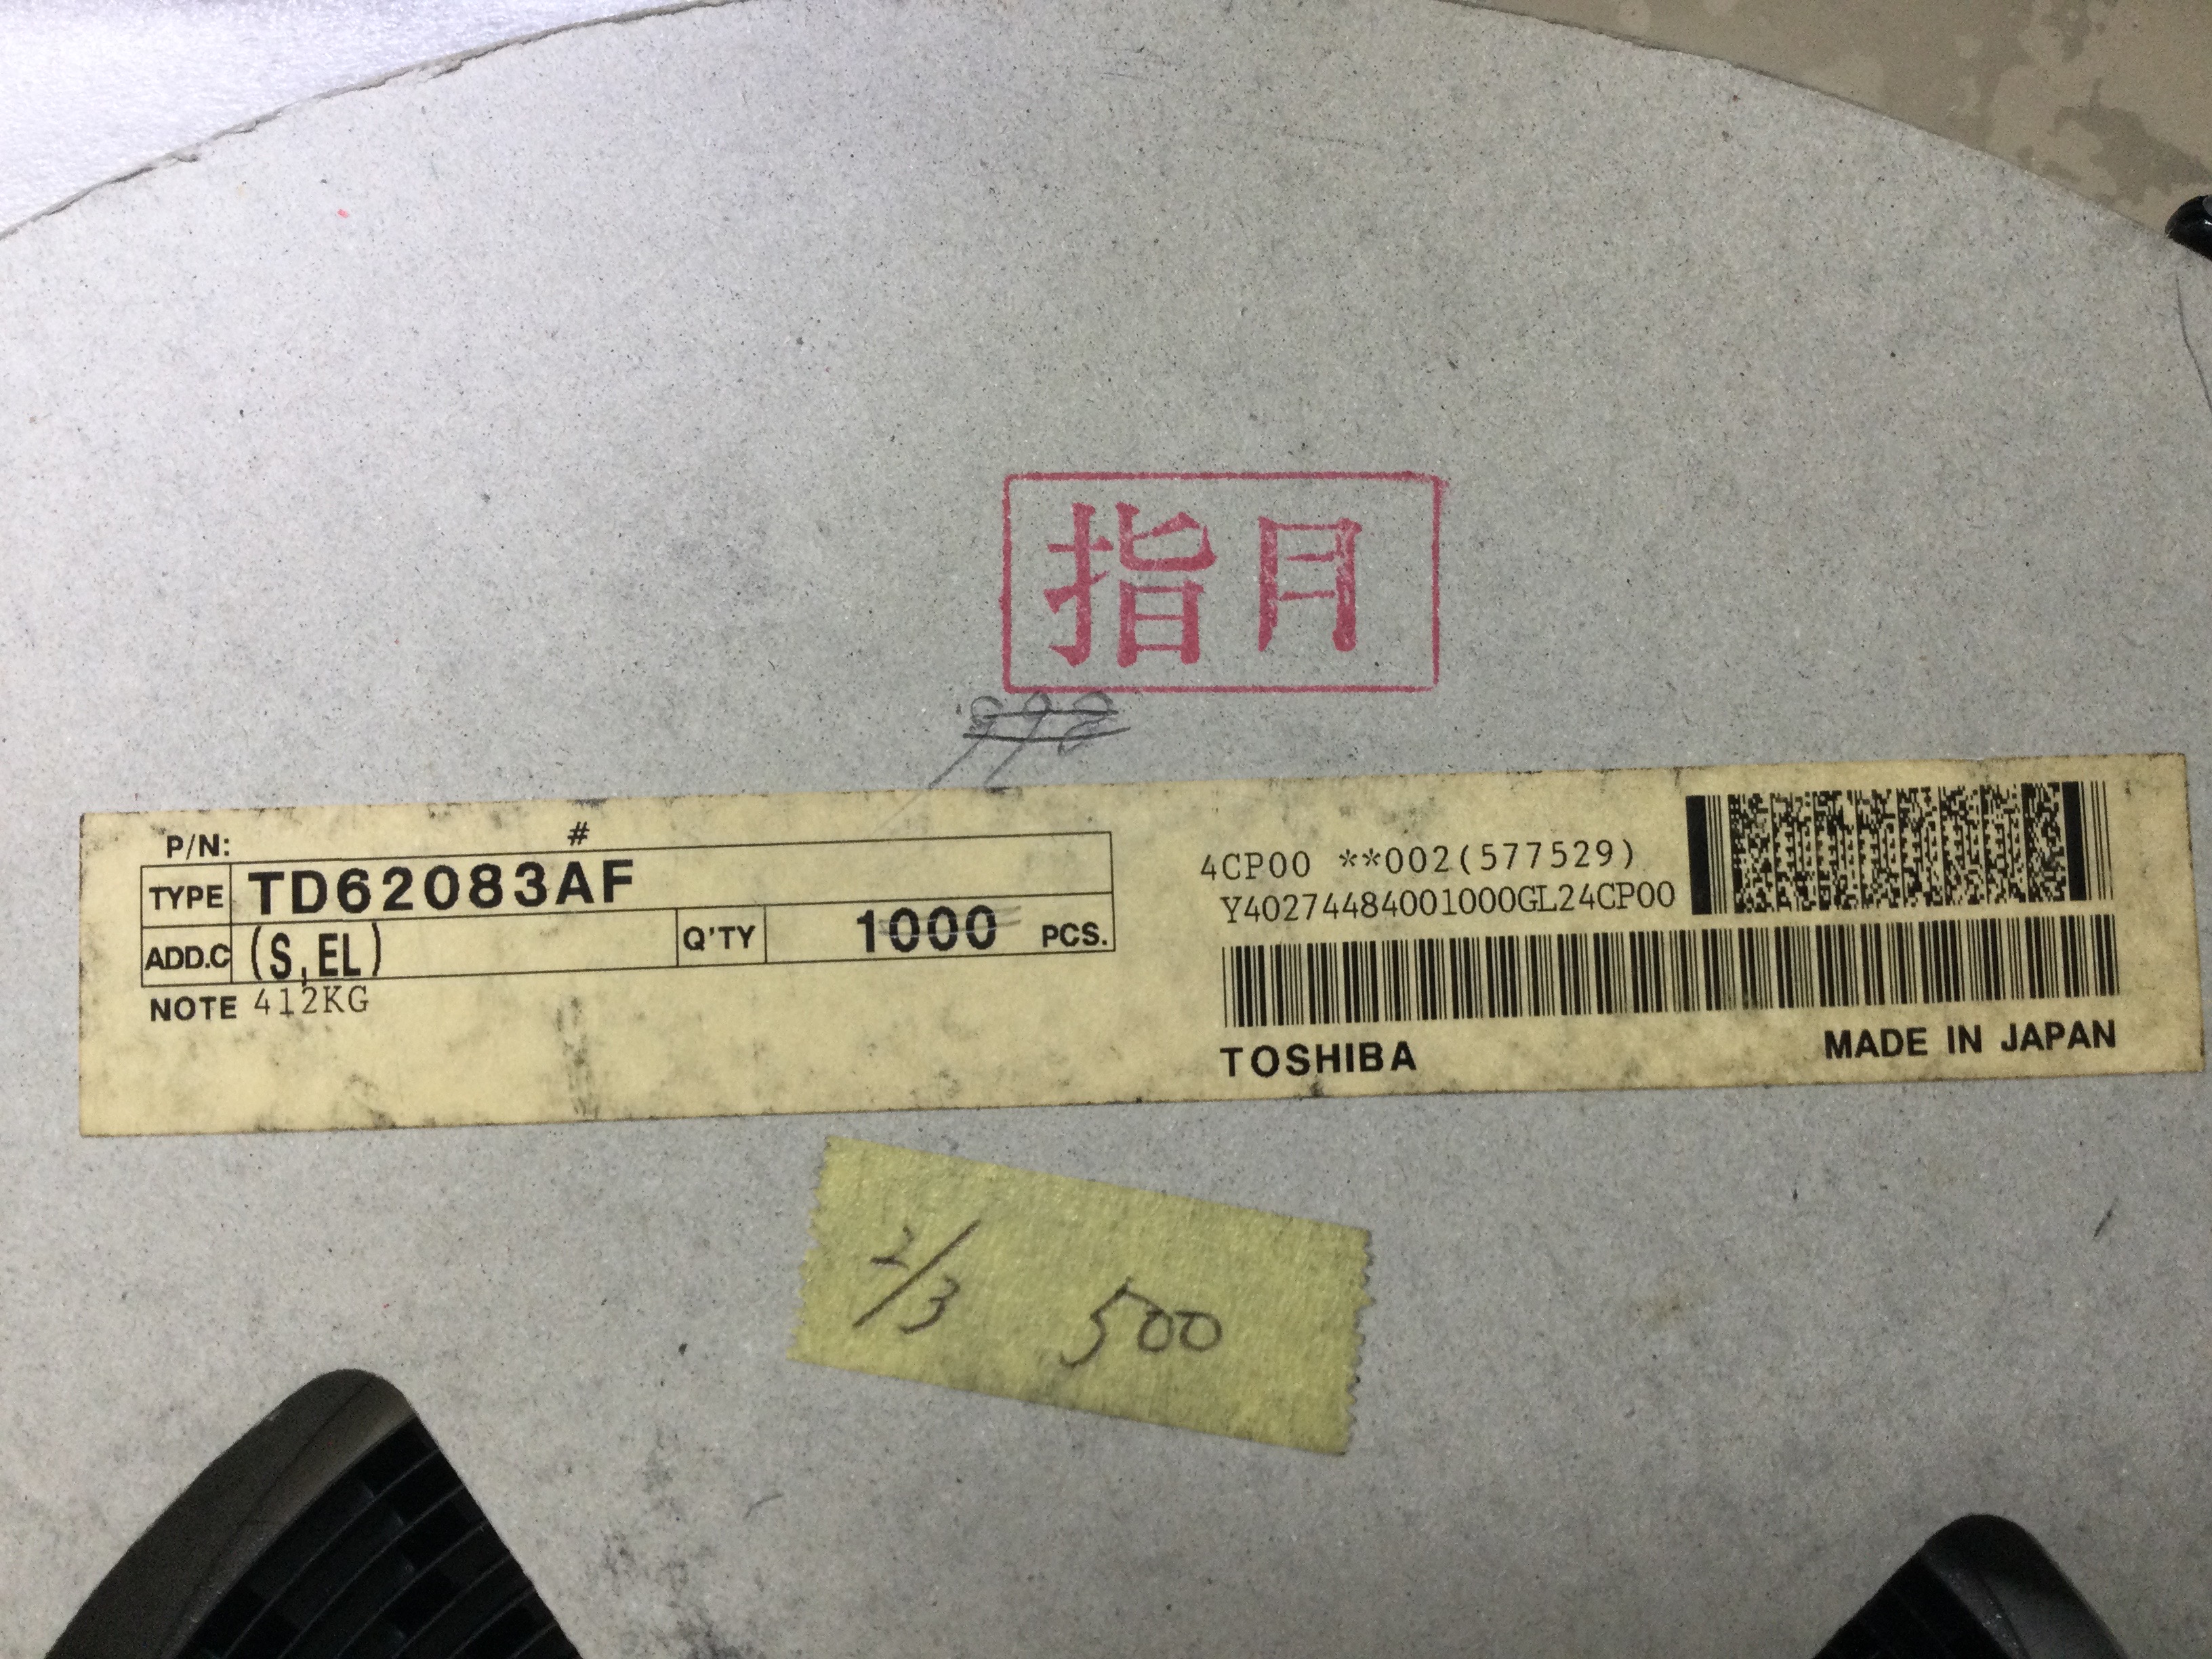 指月
998
P/N: #
TYPE TD62083AF
ADD.C (S,EL) Q'TY 1000 PCS.
NOTE 412KG
4CP00 **002(577529)
Y40274484001000GL24CP00
TOSHIBA MADE IN JAPAN
2/3 500